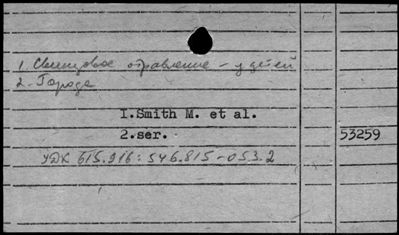 1. Свинцовое отравление - у детей
2. Города
I.Smith M. et al.
2.ser.
53259
УДК 615.916:546.815-053.2